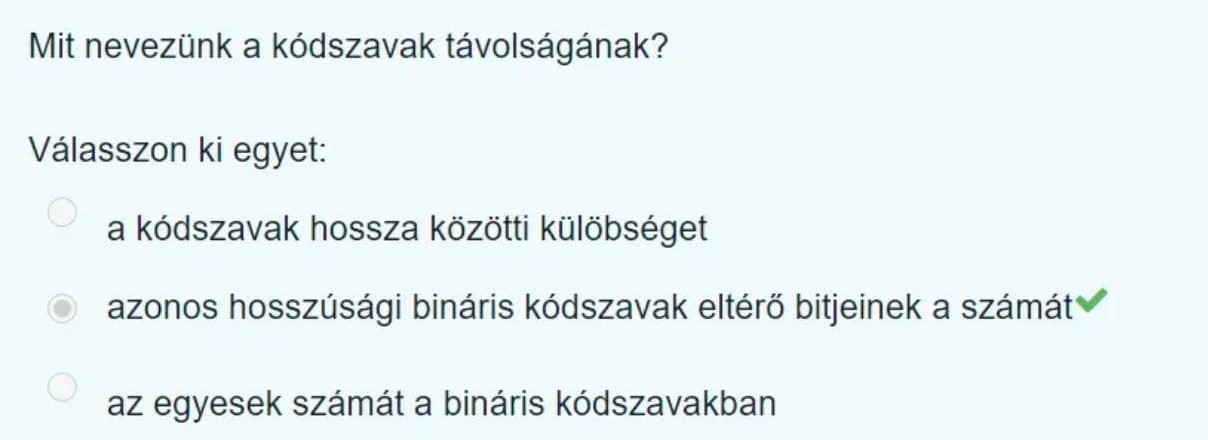 Mit nevezünk a kódszavak távolságának?
Válasszon ki egyet:
a kódszavak hossza közötti külöbséget
azonos hosszúsági bináris kódszavak eltérő bitjeinek a számát
az egyesek számát a bináris kódszavakban